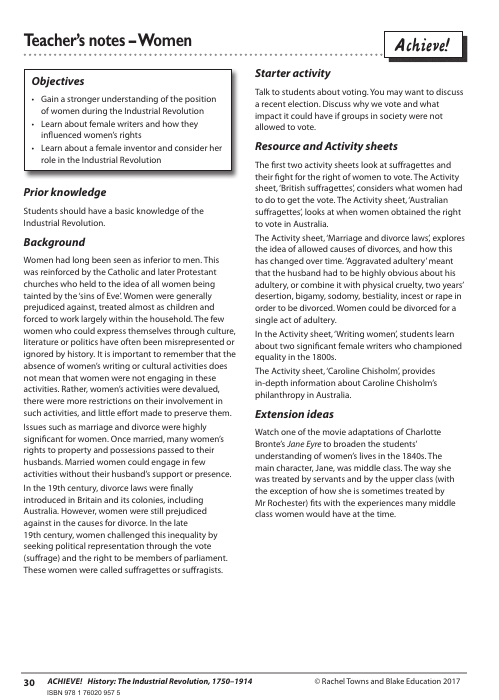 Teacher's notes – Women
Achieve!
Objectives
• Gain a stronger understanding of the position
of women during the Industrial Revolution
• Learn about female writers and how they
influenced women's rights
• Learn about a female inventor and consider her
role in the Industrial Revolution
Prior knowledge
Students should have a basic knowledge of the
Industrial Revolution.
Background
Women had long been seen as inferior to men. This
was reinforced by the Catholic and later Protestant
churches who held to the idea of all women being
tainted by the 'sins of Eve'. Women were generally
prejudiced against, treated almost as children and
forced to work largely within the household. The few
women who could express themselves through culture,
literature or politics have often been misrepresented or
ignored by history. It is important to remember that the
absence of women's writing or cultural activities does
not mean that women were not engaging in these
activities. Rather, women's activities were devalued,
there were more restrictions on their involvement in
such activities, and little effort made to preserve them.
Issues such as marriage and divorce were highly
significant for women. Once married, many women's
rights to property and possessions passed to their
husbands. Married women could engage in few
activities without their husband's support or presence.
In the 19th century, divorce laws were finally
introduced in Britain and its colonies, including
Australia. However, women were still prejudiced
against in the causes for divorce. In the late
19th century, women challenged this inequality by
seeking political representation through the vote
(suffrage) and the right to be members of parliament.
These women were called suffragettes or suffragists.
Starter activity
Talk to students about voting. You may want to discuss
a recent election. Discuss why we vote and what
impact it could have if groups in society were not
allowed to vote.
Resource and Activity sheets
The first two activity sheets look at suffragettes and
their fight for the right of women to vote. The Activity
sheet, 'British suffragettes', considers what women had
to do to get the vote. The Activity sheet, 'Australian
suffragettes', looks at when women obtained the right
to vote in Australia.
The Activity sheet, 'Marriage and divorce laws', explores
the idea of allowed causes of divorces, and how this
has changed over time. 'Aggravated adultery' meant
that the husband had to be highly obvious about his
adultery, or combine it with physical cruelty, two years'
desertion, bigamy, sodomy, bestiality, incest or rape in
order to be divorced. Women could be divorced for a
single act of adultery.
In the Activity sheet, 'Writing women', students learn
about two significant female writers who championed
equality in the 1800s.
The Activity sheet, 'Caroline Chisholm', provides
in-depth information about Caroline Chisholm's
philanthropy in Australia.
Extension ideas
Watch one of the movie adaptations of Charlotte
Bronte's Jane Eyre to broaden the students'
understanding of women's lives in the 1840s. The
main character, Jane, was middle class. The way she
was treated by servants and by the upper class (with
the exception of how she is sometimes treated by
Mr Rochester) fits with the experiences many middle
class women would have at the time.
30 ACHIEVE! History: The Industrial Revolution, 1750–1914
© Rachel Towns and Blake Education 2017
ISBN 978 1 76020 957 5